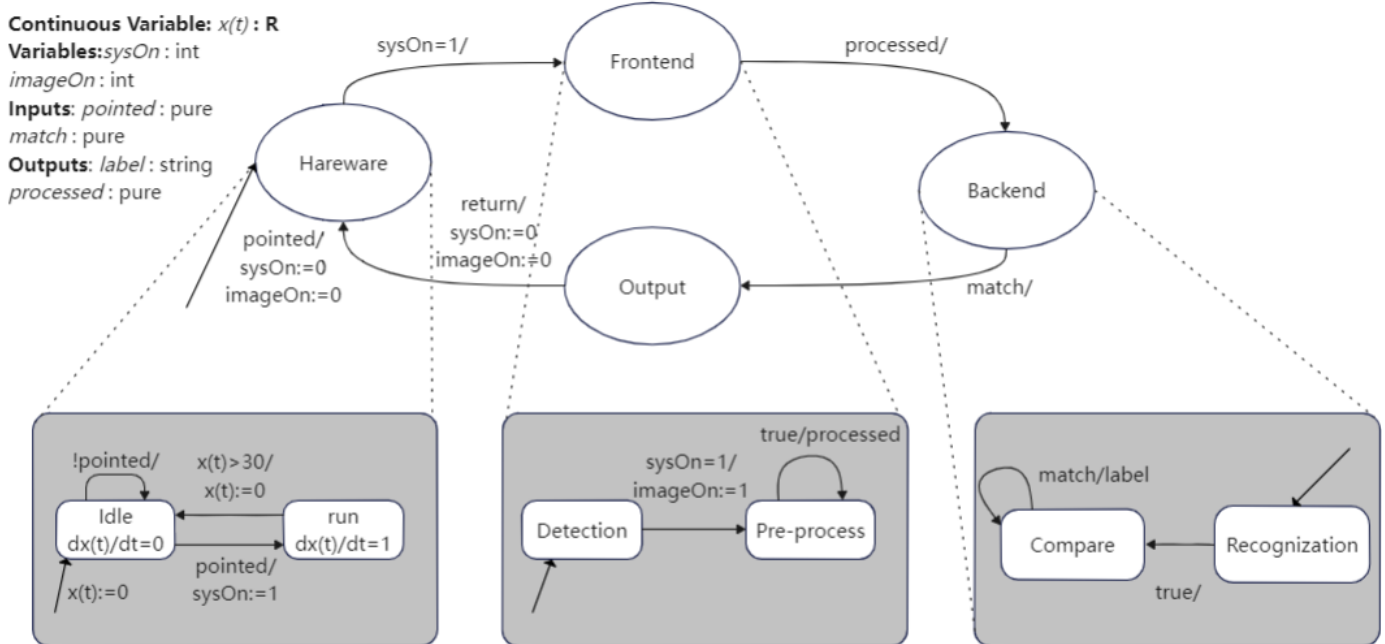 Continuous Variable: x(t) : R
Variables:sysOn : int
imageOn : int
Inputs: pointed : pure
match : pure
Outputs: label : string
processed : pure
sysOn=1/
Frontend
processed/
Hareware
Backend
return/
sysOn:=0
imageOn:=0
pointed/
sysOn:=0
imageOn:=0
Output
match/
!pointed/
x(t)>30/
x(t):=0
Idle
dx(t)/dt=0
run
dx(t)/dt=1
pointed/
sysOn:=1
x(t):=0
true/processed
sysOn=1/
imageOn:=1
Detection
Pre-process
match/label
Compare
Recognization
true/